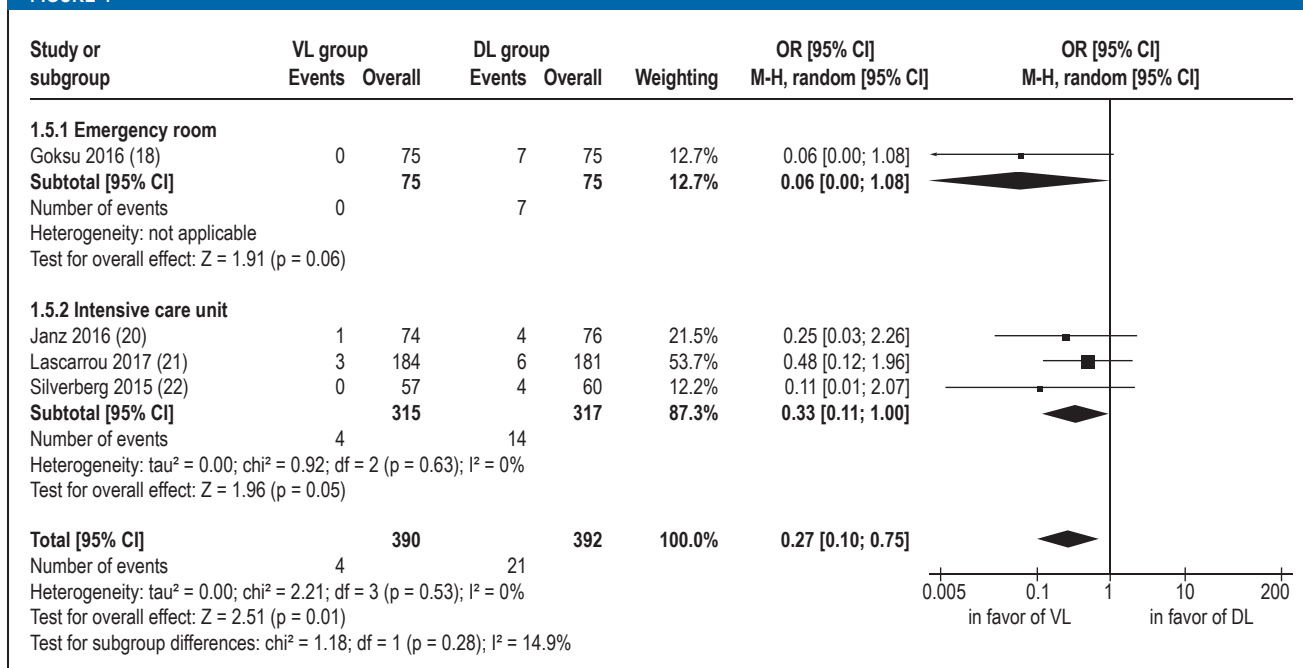 Study or VL group DL group OR [95% CI] OR [95% CI]
subgroup Events Overall Events Overall Weighting M-H, random [95% CI] M-H, random [95% CI]
1.5.1 Emergency room
Goksu 2016 (18) 0 75 7 75 12.7% 0.06 [0.00; 1.08]
Subtotal [95% CI] 75 75 12.7% 0.06 [0.00; 1.08]
Number of events 0 7
Heterogeneity: not applicable
Test for overall effect: Z = 1.91 (p = 0.06)
1.5.2 Intensive care unit
Janz 2016 (20) 1 74 4 76 21.5% 0.25 [0.03; 2.26]
Lascarrou 2017 (21) 3 184 6 181 53.7% 0.48 [0.12; 1.96]
Silverberg 2015 (22) 0 57 4 60 12.2% 0.11 [0.01; 2.07]
Subtotal [95% CI] 315 317 87.3% 0.33 [0.11; 1.00]
Number of events 4 14
Heterogeneity: tau² = 0.00; chi² = 0.92; df = 2 (p = 0.63); I² = 0%
Test for overall effect: Z = 1.96 (p = 0.05)
Total [95% CI] 390 392 100.0% 0.27 [0.10; 0.75]
Number of events 4 21
Heterogeneity: tau² = 0.00; chi² = 2.21; df = 3 (p = 0.53); I² = 0%
Test for overall effect: Z = 2.51 (p = 0.01)
Test for subgroup differences: chi² = 1.18; df = 1 (p = 0.28); I² = 14.9%
0.005 0.1 1 10 200
in favor of VL in favor of DL